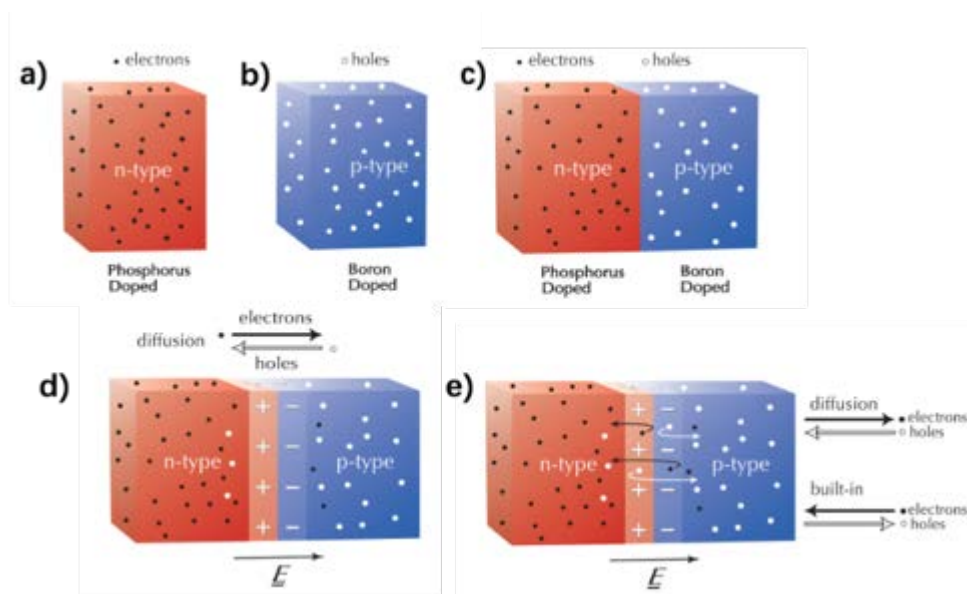 a)
• electrons
n-type
Phosphorus
Doped
b)
○ holes
p-type
Boron
Doped
c)
• electrons
○ holes
n-type
p-type
Phosphorus
Doped
Boron
Doped
d)
electrons
diffusion
holes
n-type
p-type
+ −
+ −
+ −
+ −
E
e)
n-type
p-type
+ −
+ −
+ −
+ −
E
diffusion
electrons
holes
built-in
electrons
holes